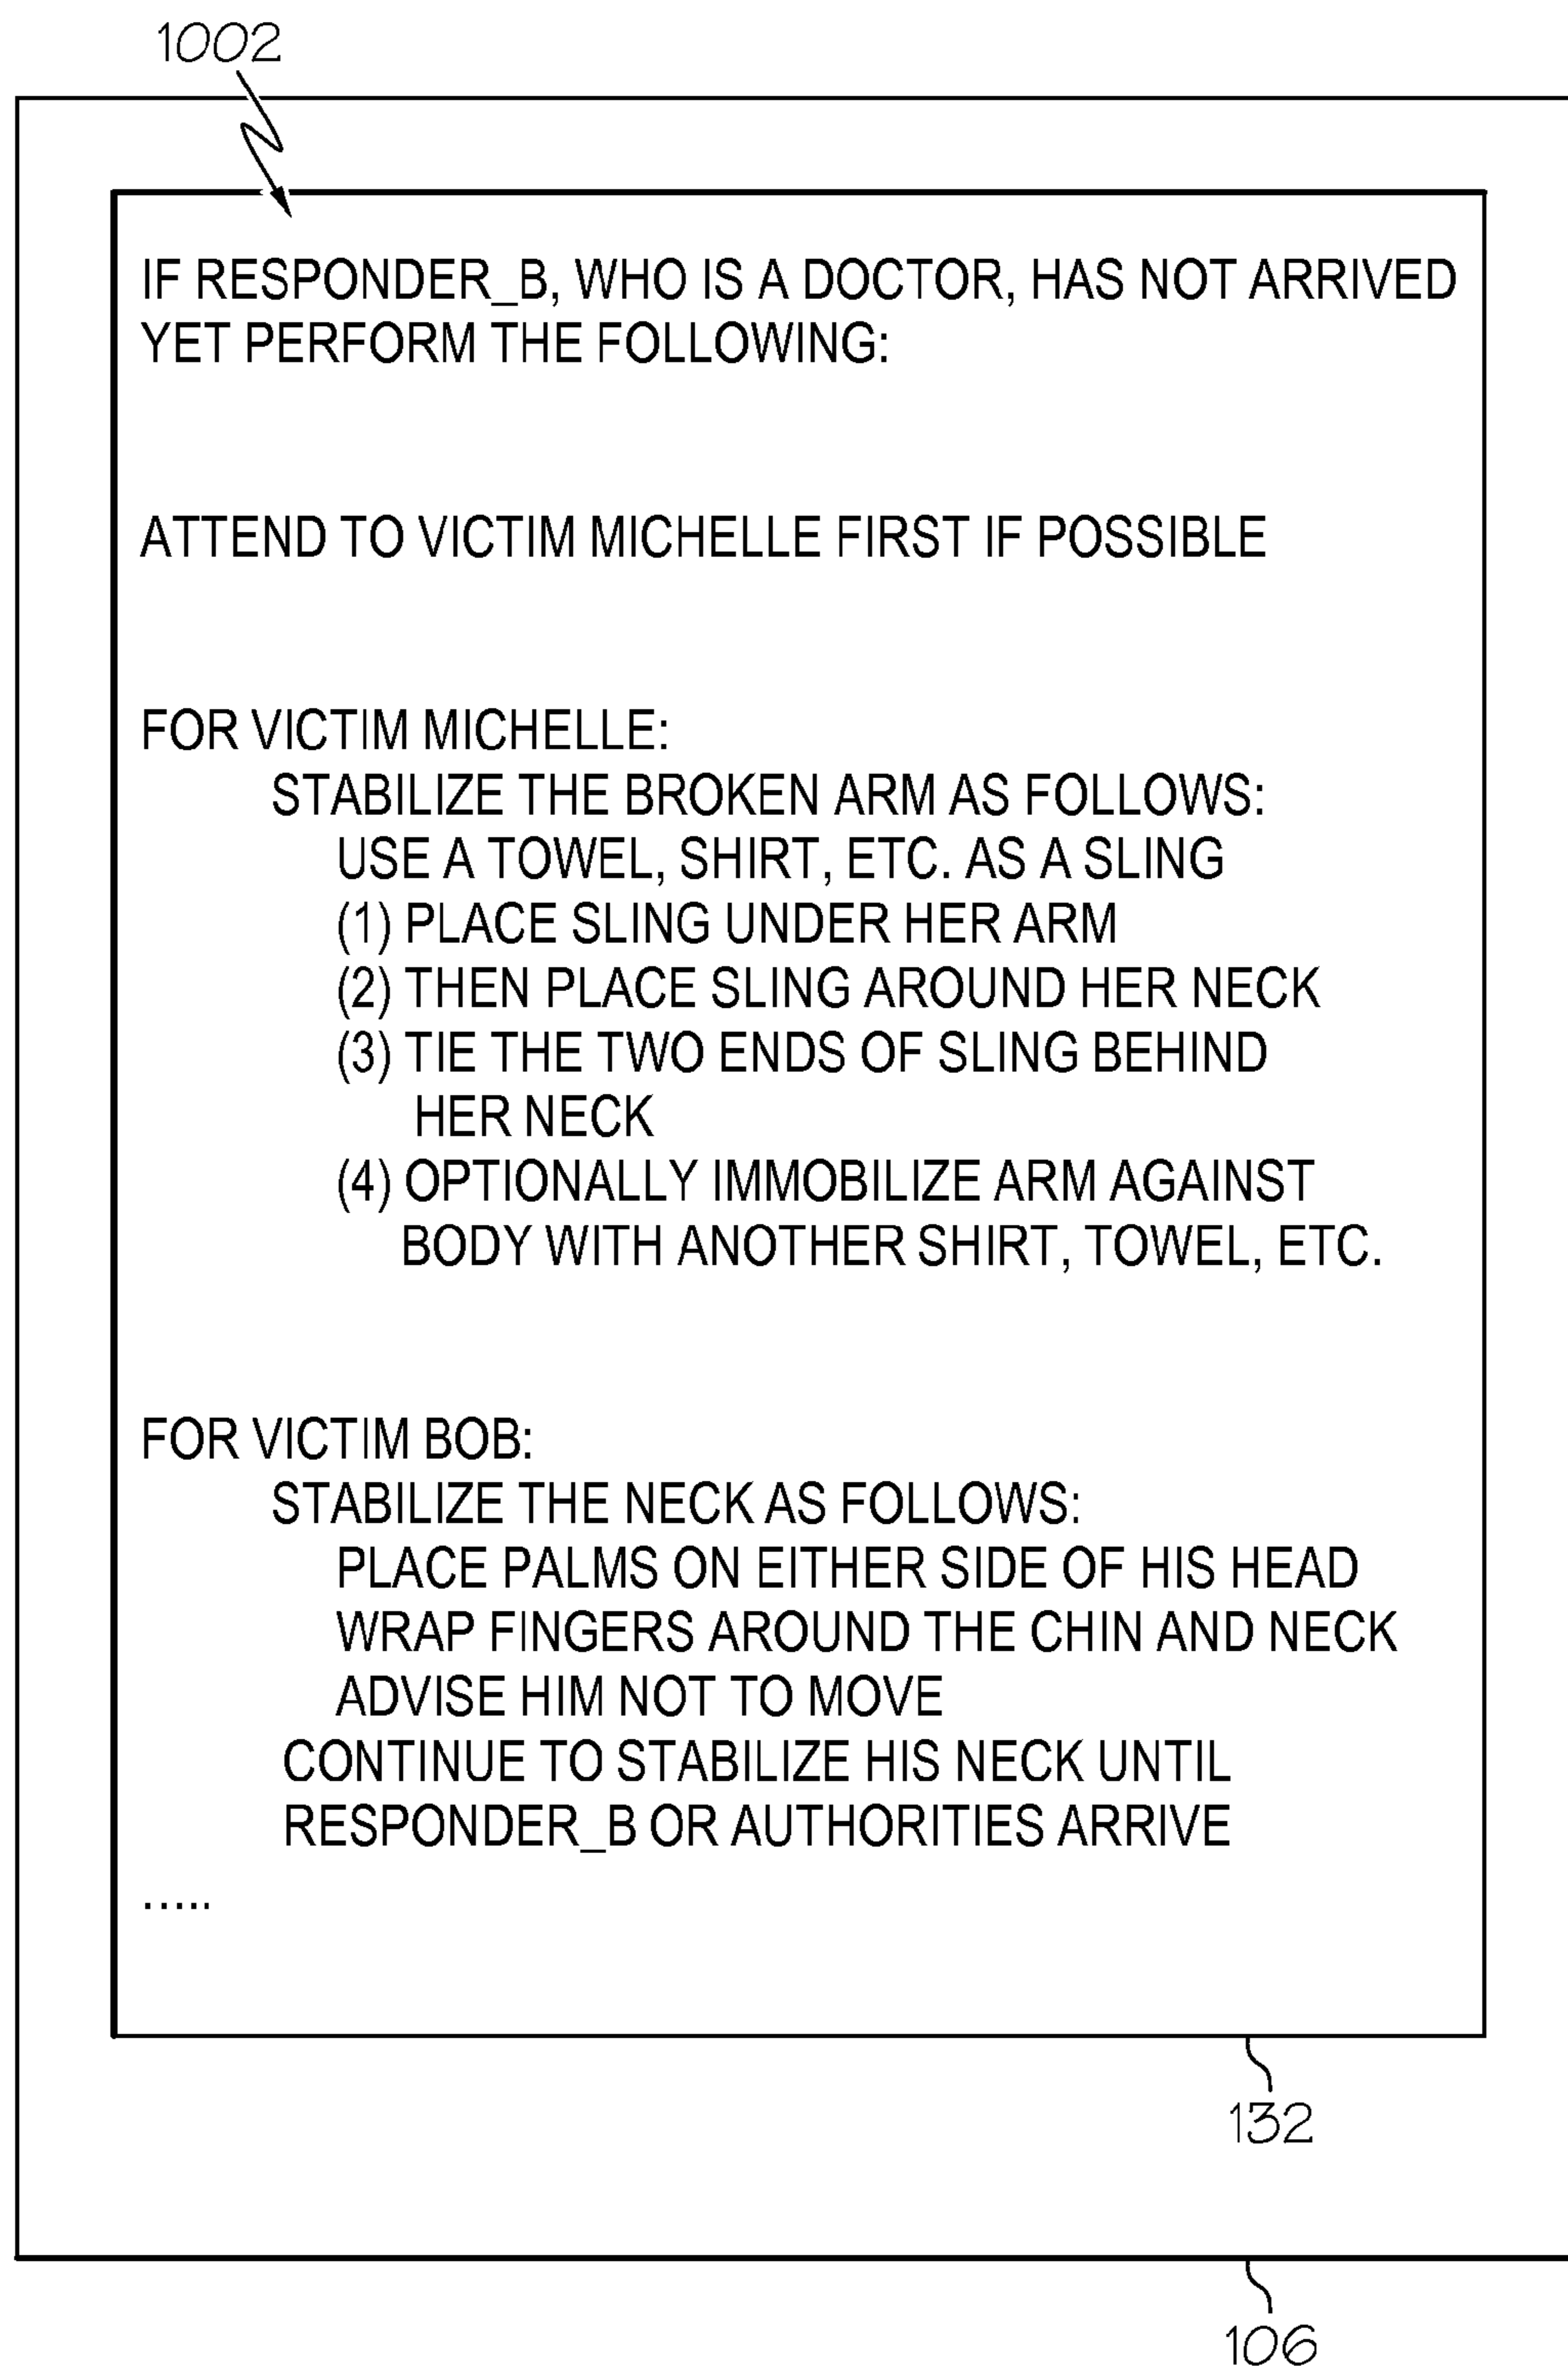 1002
IF RESPONDER_B, WHO IS A DOCTOR, HAS NOT ARRIVED
YET PERFORM THE FOLLOWING:
ATTEND TO VICTIM MICHELLE FIRST IF POSSIBLE
FOR VICTIM MICHELLE:
STABILIZE THE BROKEN ARM AS FOLLOWS:
USE A TOWEL, SHIRT, ETC. AS A SLING
(1) PLACE SLING UNDER HER ARM
(2) THEN PLACE SLING AROUND HER NECK
(3) TIE THE TWO ENDS OF SLING BEHIND
HER NECK
(4) OPTIONALLY IMMOBILIZE ARM AGAINST
BODY WITH ANOTHER SHIRT, TOWEL, ETC.
FOR VICTIM BOB:
STABILIZE THE NECK AS FOLLOWS:
PLACE PALMS ON EITHER SIDE OF HIS HEAD
WRAP FINGERS AROUND THE CHIN AND NECK
ADVISE HIM NOT TO MOVE
CONTINUE TO STABILIZE HIS NECK UNTIL
RESPONDER_B OR AUTHORITIES ARRIVE
.....
132
106